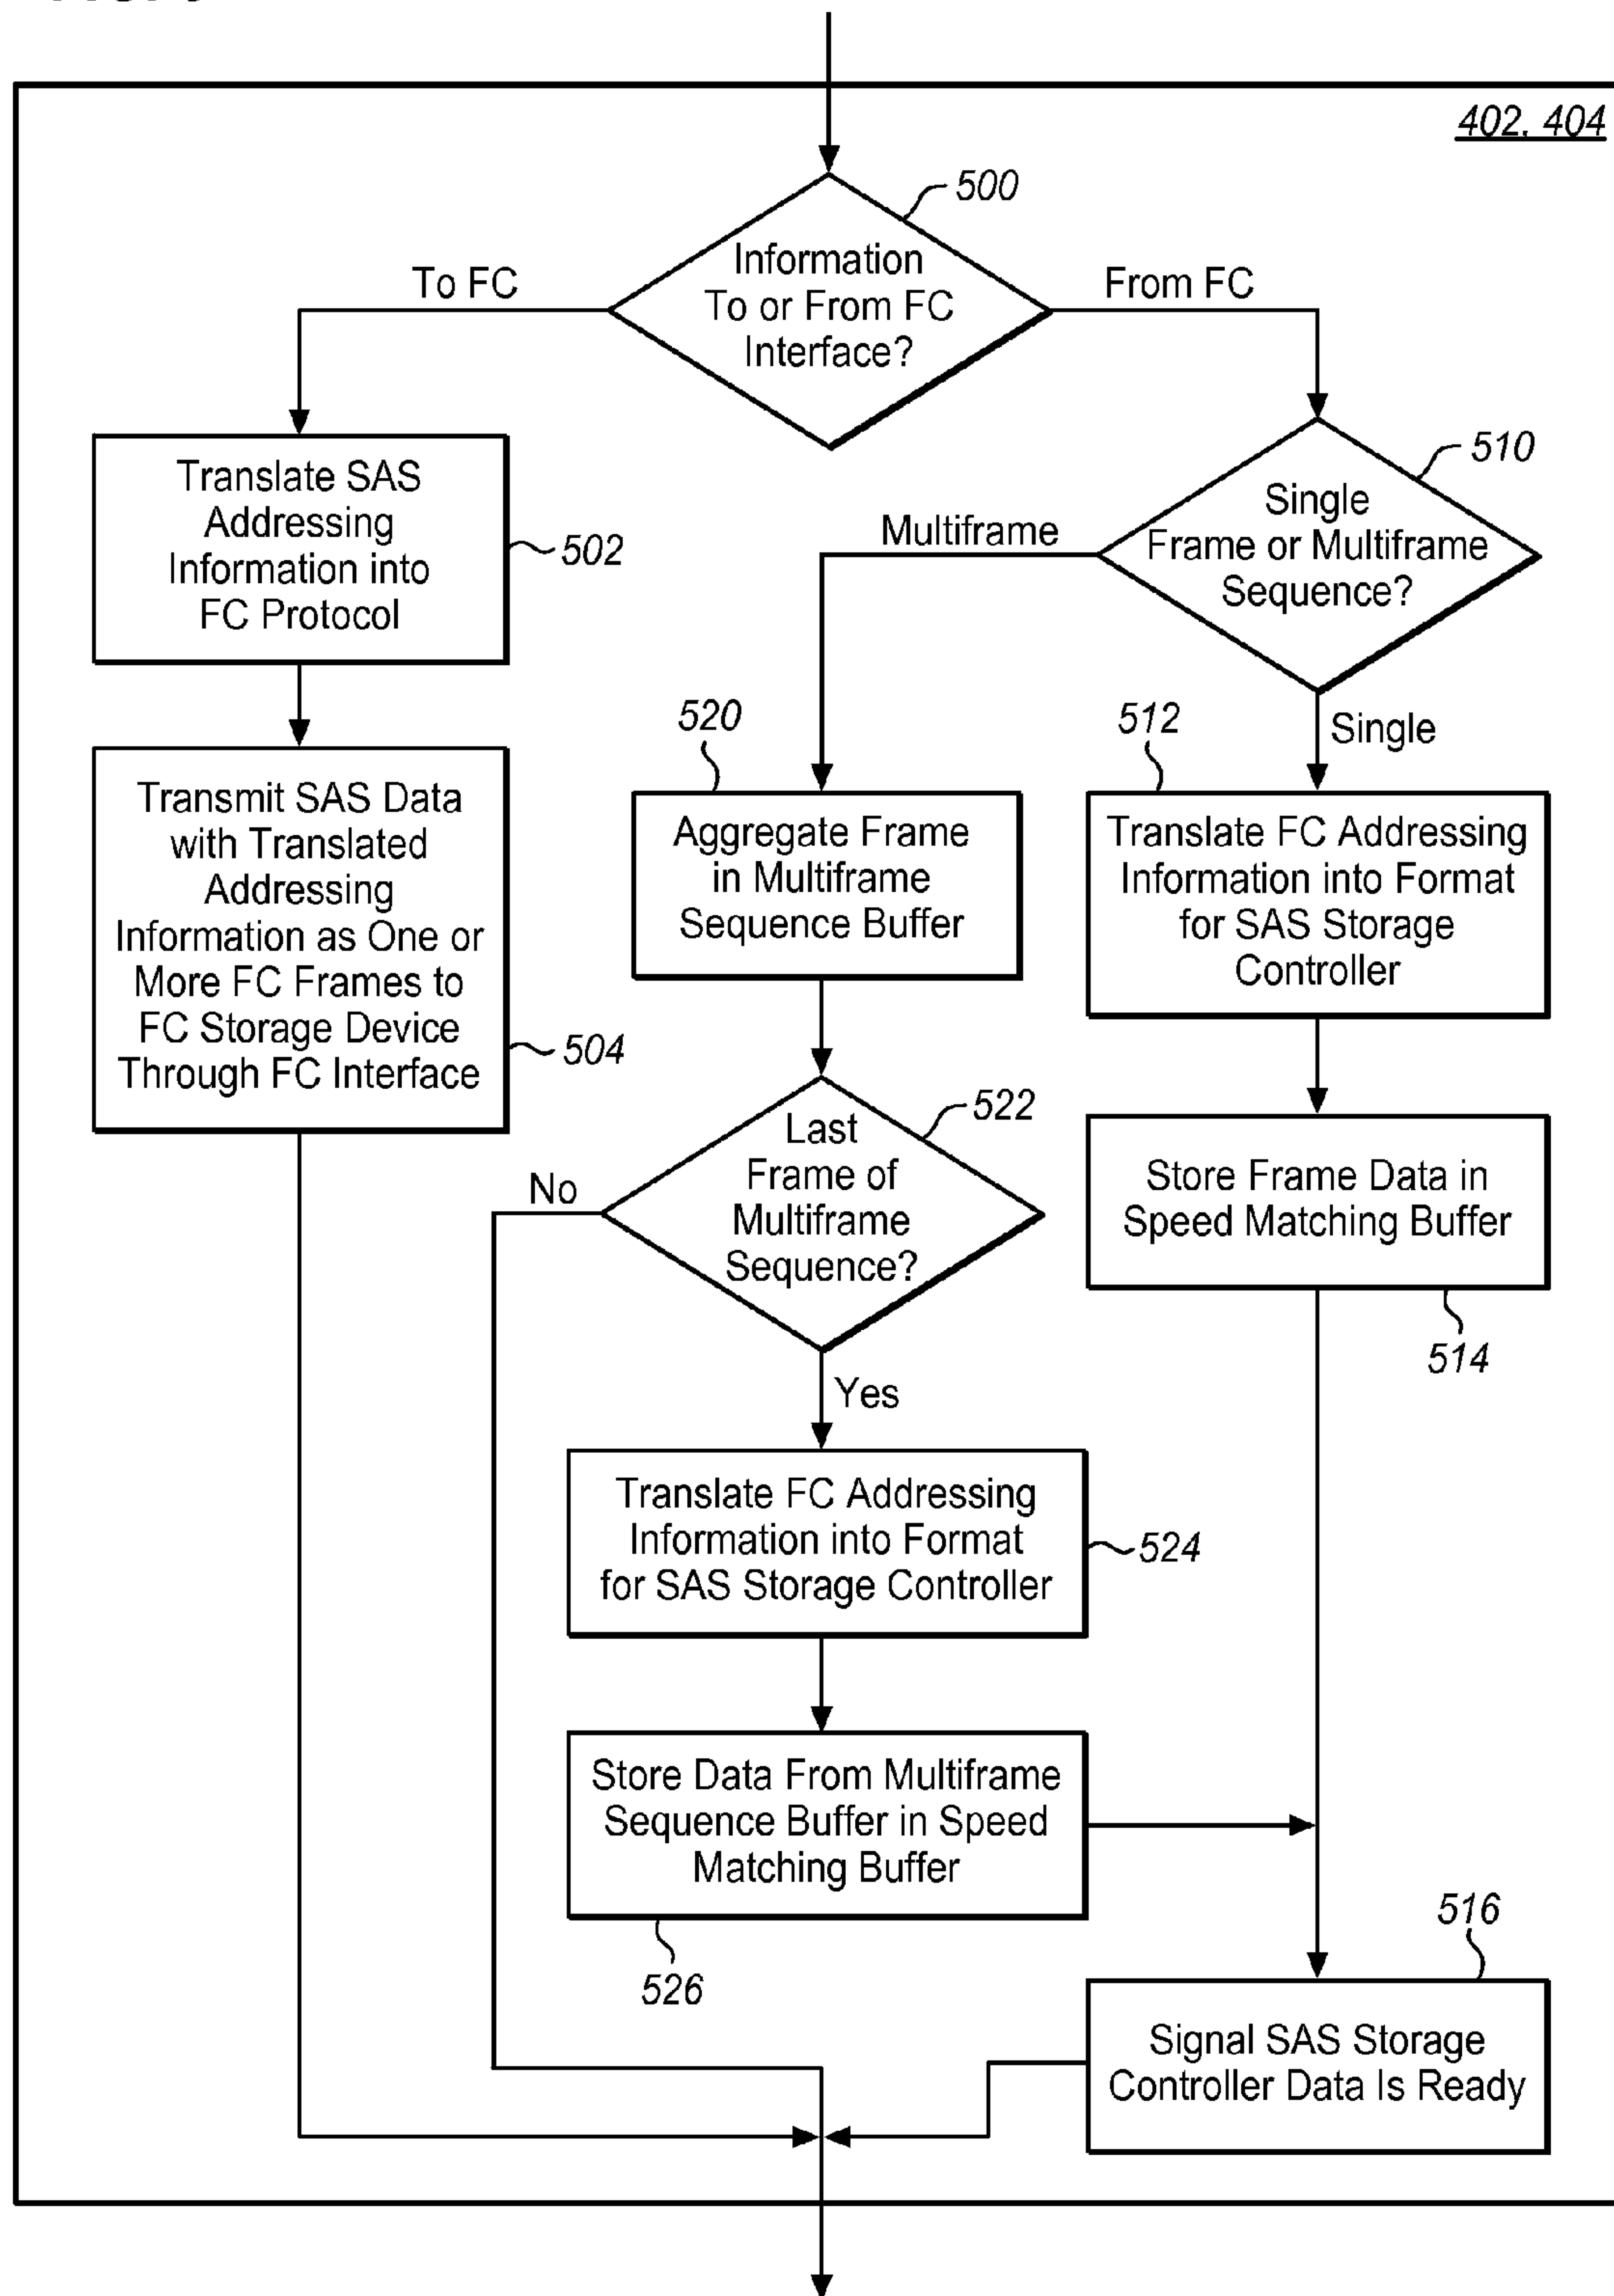 402, 404
500
Information
To or From FC
Interface?
To FC
From FC
510
Single
Frame or Multiframe
Sequence?
Multiframe
Single
Translate SAS
Addressing
Information into
FC Protocol
502
Transmit SAS Data
with Translated
Addressing
Information as One or
More FC Frames to
FC Storage Device
Through FC Interface
504
520
Aggregate Frame
in Multiframe
Sequence Buffer
512
Translate FC Addressing
Information into Format
for SAS Storage
Controller
522
Last
Frame of
Multiframe
Sequence?
No
Yes
Store Frame Data in
Speed Matching Buffer
514
Translate FC Addressing
Information into Format
for SAS Storage Controller
524
Store Data From Multiframe
Sequence Buffer in Speed
Matching Buffer
526
516
Signal SAS Storage
Controller Data Is Ready